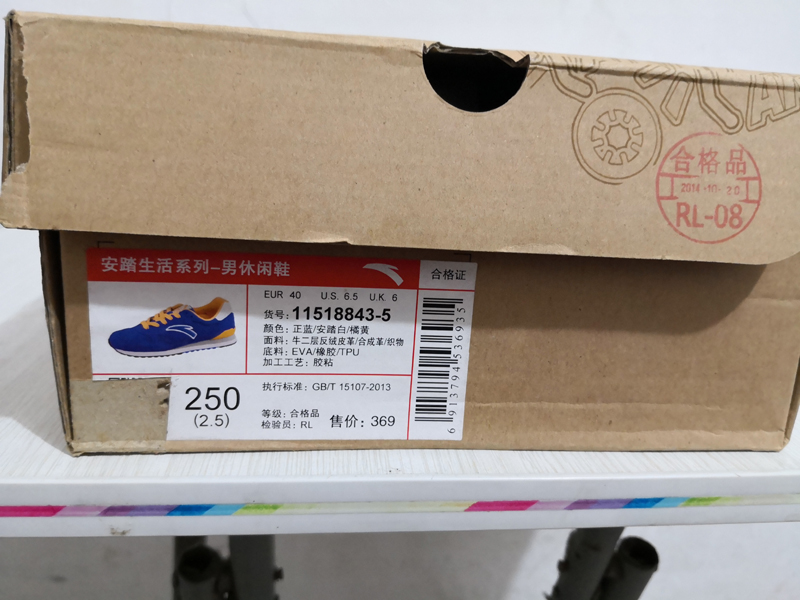 合格品
2014-10-20
RL-08
安踏生活系列-男休闲鞋
合格证
EUR 40 U.S. 6.5 U.K. 6
货号:11518843-5
颜色: 正蓝/安踏白/橘黄
面料: 牛二层反绒皮革/合成革/织物
底料: EVA/橡胶/TPU
加工工艺: 胶粘
执行标准: GB/T 15107-2013
250
(2.5)
等级: 合格品
检验员: RL
售价: 369
6913794536935